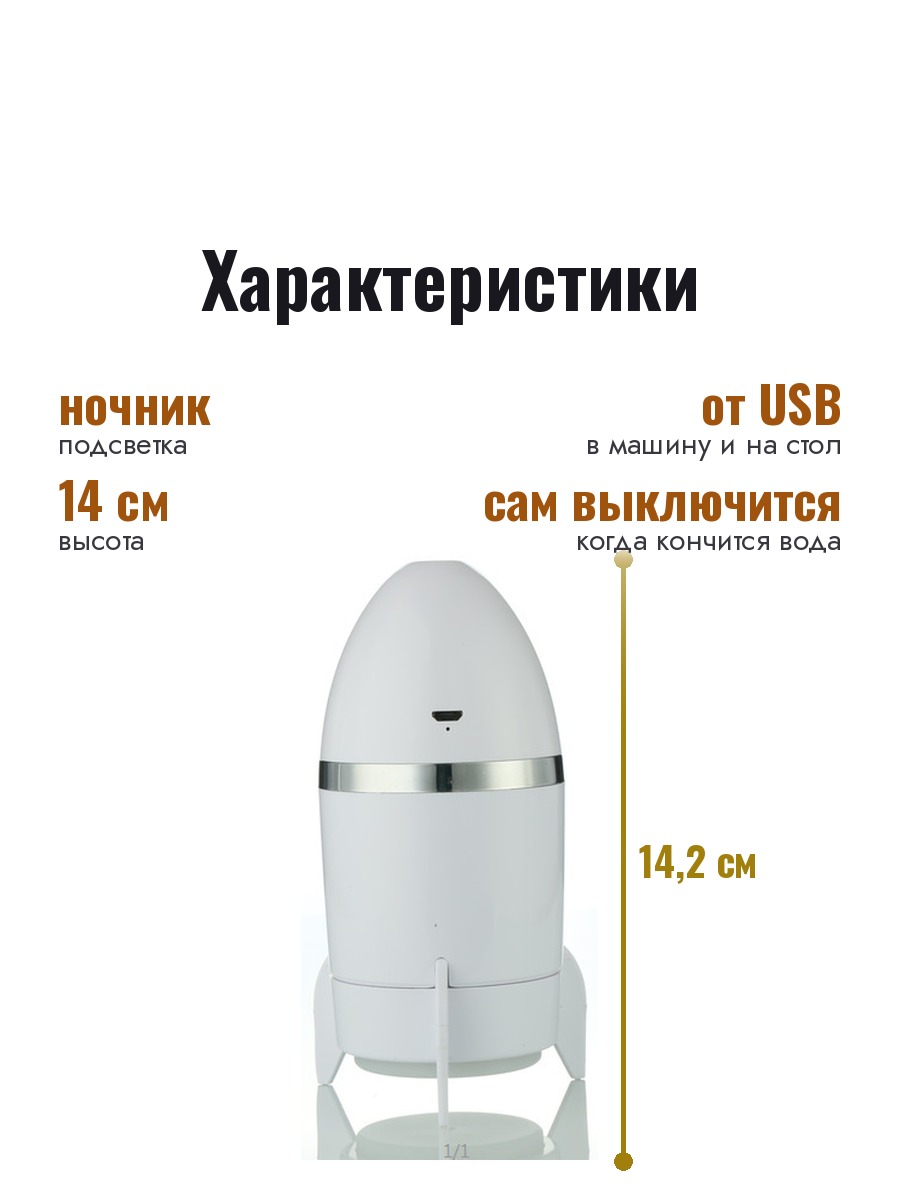 Характеристики
ночник
подсветка
от USB
в машину и на стол
14 см
высота
сам выключится
когда кончится вода
14,2 см
1/1